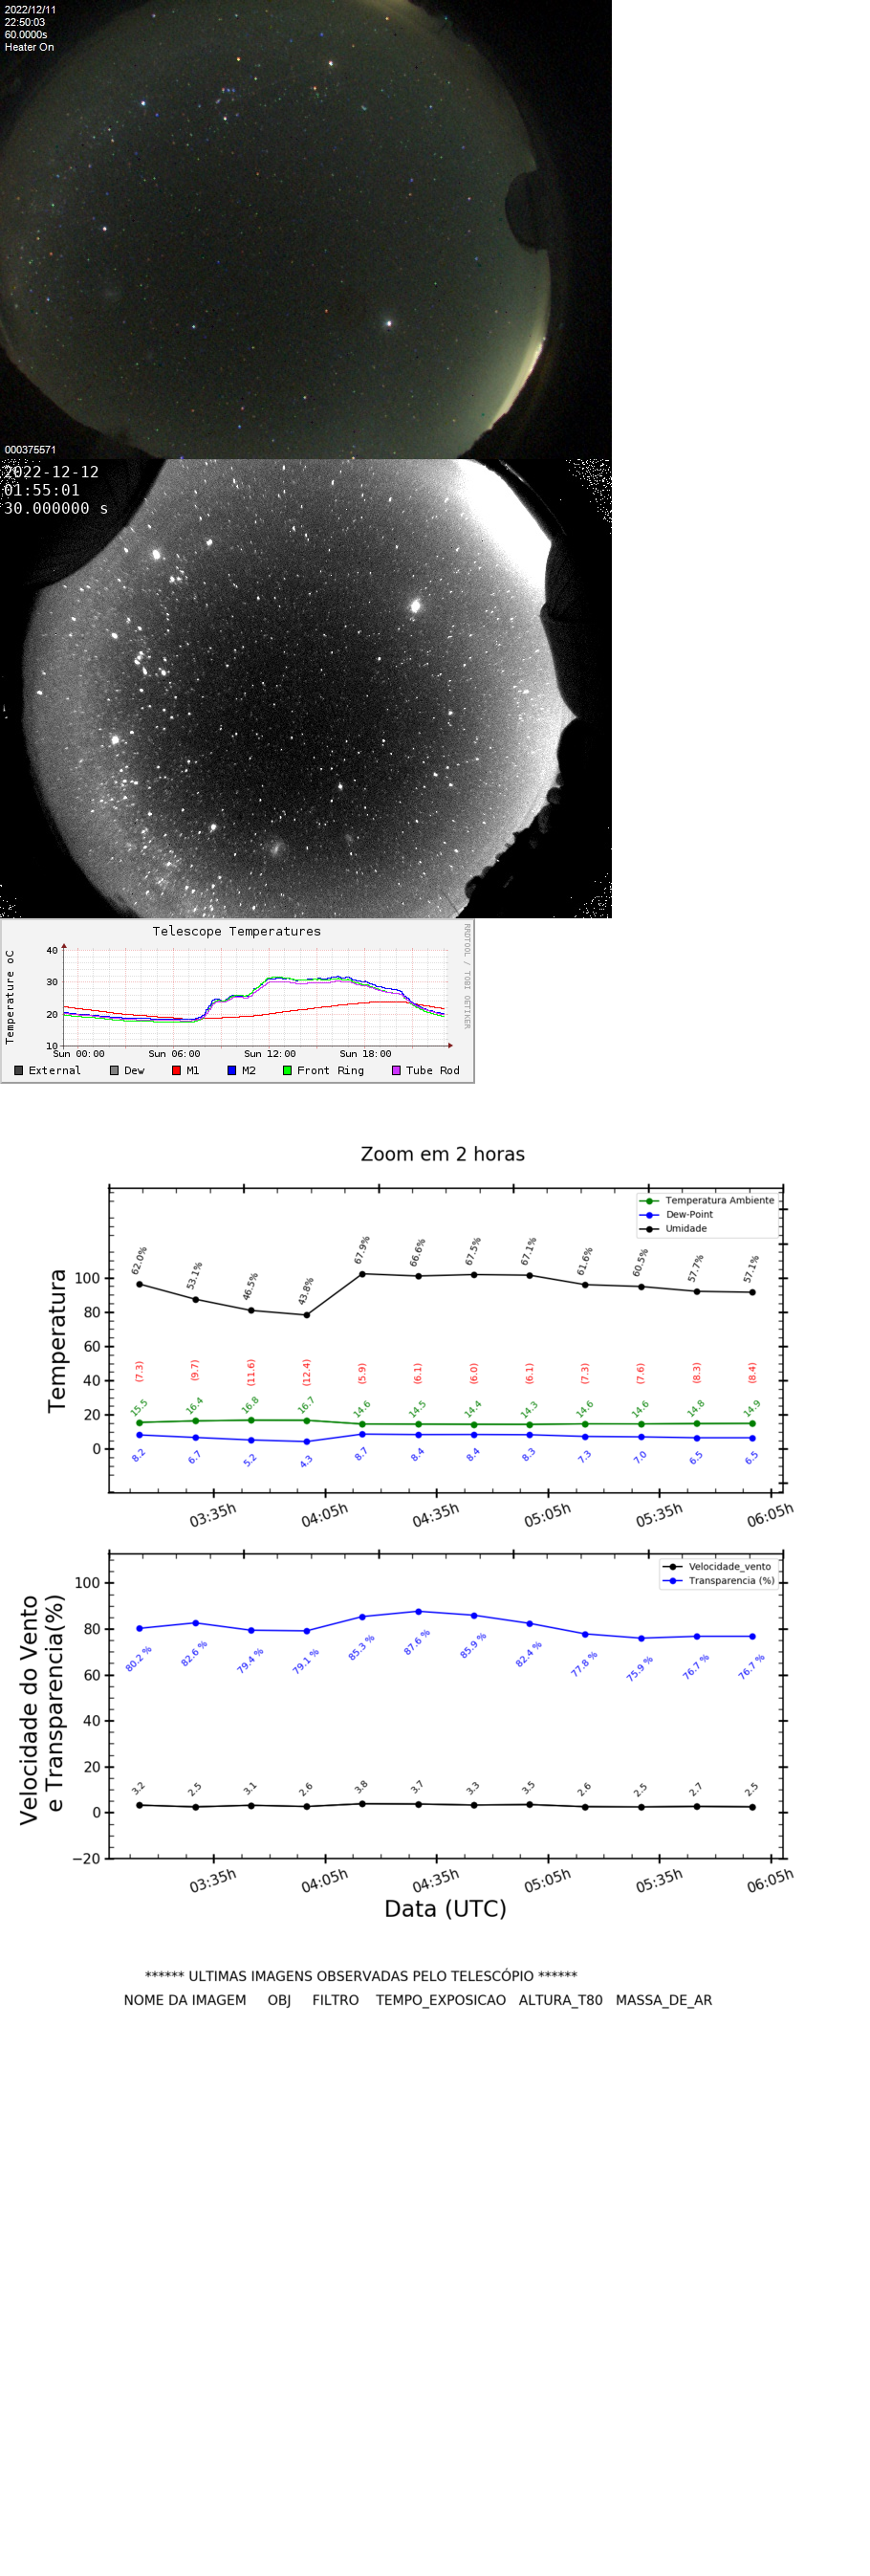 2022/12/11
22:50:03
60.0000s
Heater On
000375571
2022-12-12
01:55:01
30.000000 s
Telescope Temperatures
RRDTOOL / TOBI OETIKER
Temperature oC
40
30
20
10
Sun 00:00 Sun 06:00 Sun 12:00 Sun 18:00
External Dew M1 M2 Front Ring Tube Rod
Zoom em 2 horas
Temperatura Ambiente
Dew-Point
Umidade
Temperatura
100
80
60
40
20
0
62.0% 53.1% 46.5% 43.8% 67.9% 66.6% 67.5% 67.1% 61.6% 60.5% 57.7% 57.1%
(7.3) (9.7) (11.6) (12.4) (5.9) (6.1) (6.0) (6.1) (7.3) (7.6) (8.3) (8.4)
15.5 16.4 16.8 16.7 14.6 14.5 14.4 14.3 14.6 14.6 14.8 14.9
8.2 6.7 5.2 4.3 8.7 8.4 8.4 8.3 7.3 7.0 6.5 6.5
03:35h 04:05h 04:35h 05:05h 05:35h 06:05h
Velocidade_vento
Transparencia (%)
Velocidade do Vento
e Transparencia(%)
100
80
60
40
20
0
−20
80.2 % 82.6 % 79.4 % 79.1 % 85.3 % 87.6 % 85.9 % 82.4 % 77.8 % 75.9 % 76.7 % 76.7 %
3.2 2.5 3.1 2.6 3.8 3.7 3.3 3.5 2.6 2.5 2.7 2.5
03:35h 04:05h 04:35h 05:05h 05:35h 06:05h
Data (UTC)
****** ULTIMAS IMAGENS OBSERVADAS PELO TELESCÓPIO ******
NOME DA IMAGEM OBJ FILTRO TEMPO_EXPOSICAO ALTURA_T80 MASSA_DE_AR